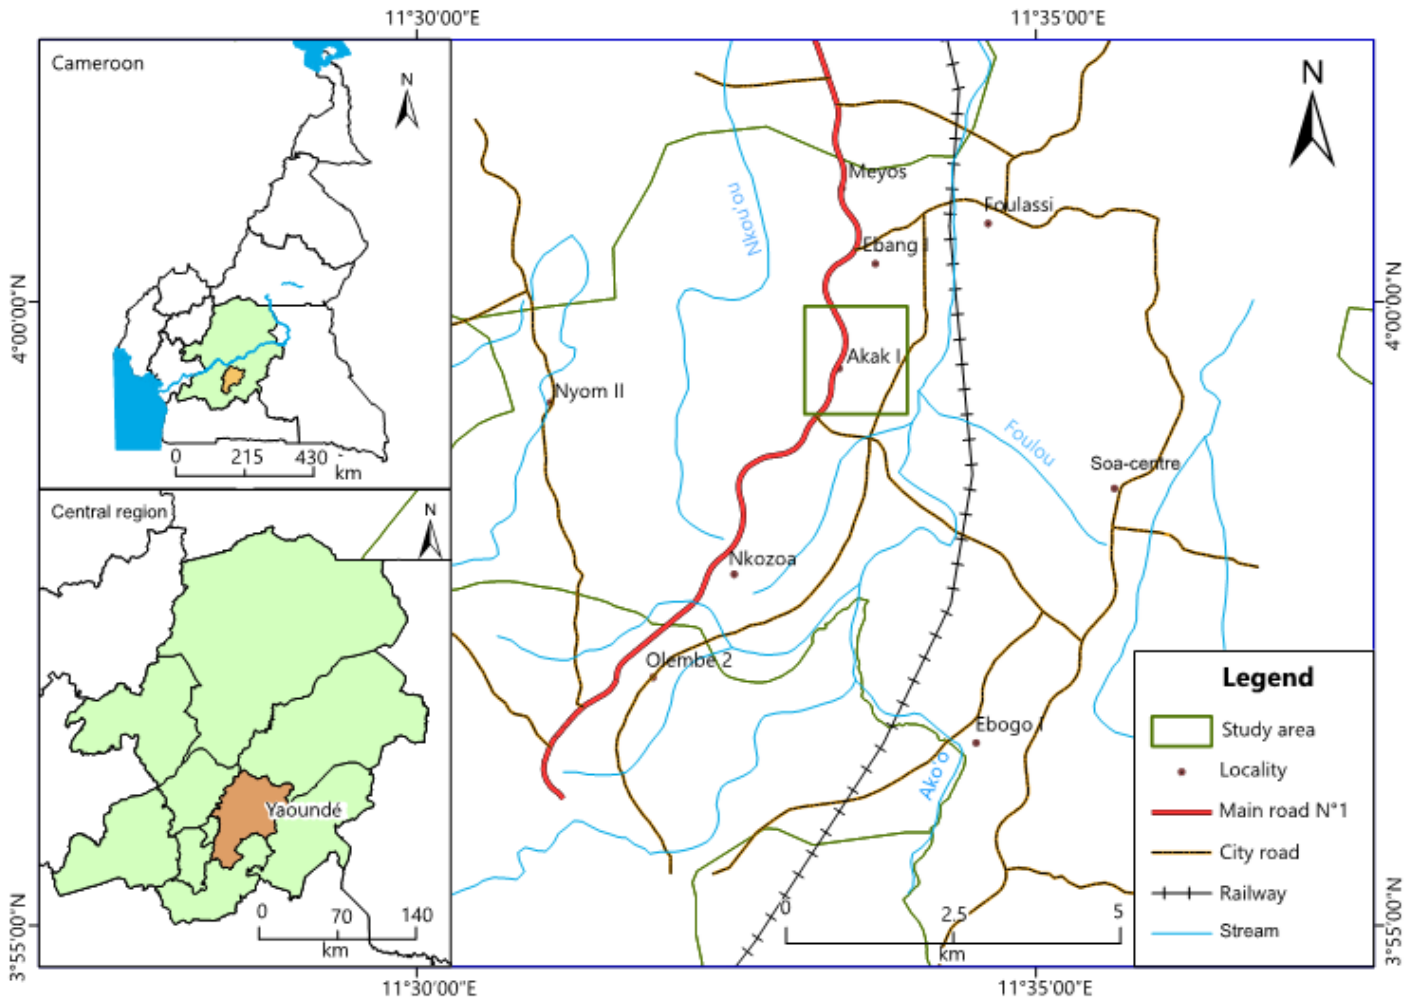 11°30′00″E
11°35′00″E
Cameroon
N
N
Meyos
Nkou'ou
Foulassi
Ebang I
4°00′00″N
4°00′00″N
Akak I
Nyom II
Foulou
Soa-centre
0 215 430
km
Central region
N
Nkozoa
Olembe 2
Ebogo I
Ako'o
Yaoundé
0 70 140
km
0 2.5 5
km
Legend
Study area
Locality
Main road N°1
City road
Railway
Stream
3°55′00″N
3°55′00″N
11°30′00″E
11°35′00″E